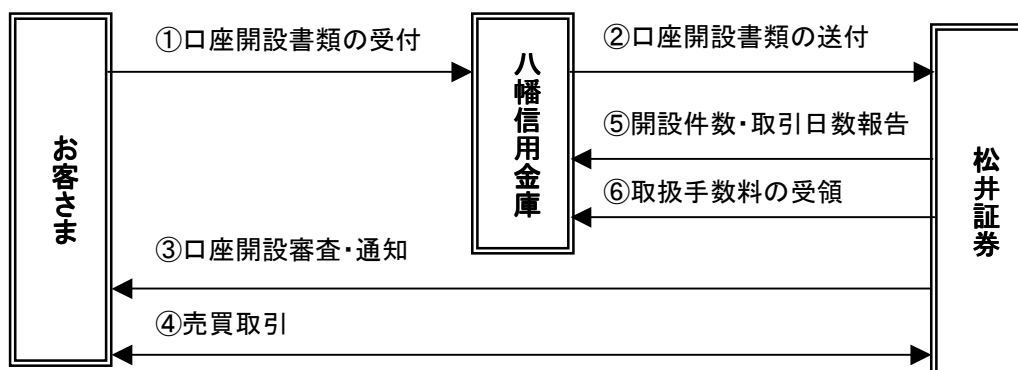 ①口座開設書類の受付
②口座開設書類の送付
八幡信用金庫
⑤開設件数・取引日数報告
お客さま
松井証券
⑥取扱手数料の受領
③口座開設審査・通知
④売買取引